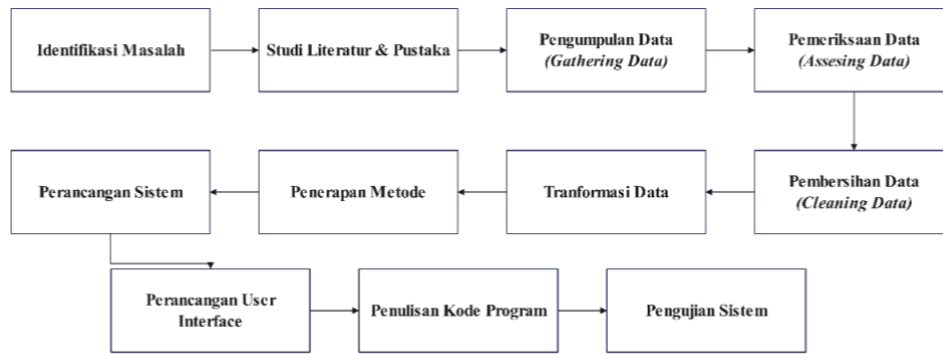 Identifikasi Masalah
Studi Literatur & Pustaka
Pengumpulan Data
(Gathering Data)
Pemeriksaan Data
(Assesing Data)
Pembersihan Data
(Cleaning Data)
Tranformasi Data
Penerapan Metode
Perancangan Sistem
Perancangan User
Interface
Penulisan Kode Program
Pengujian Sistem